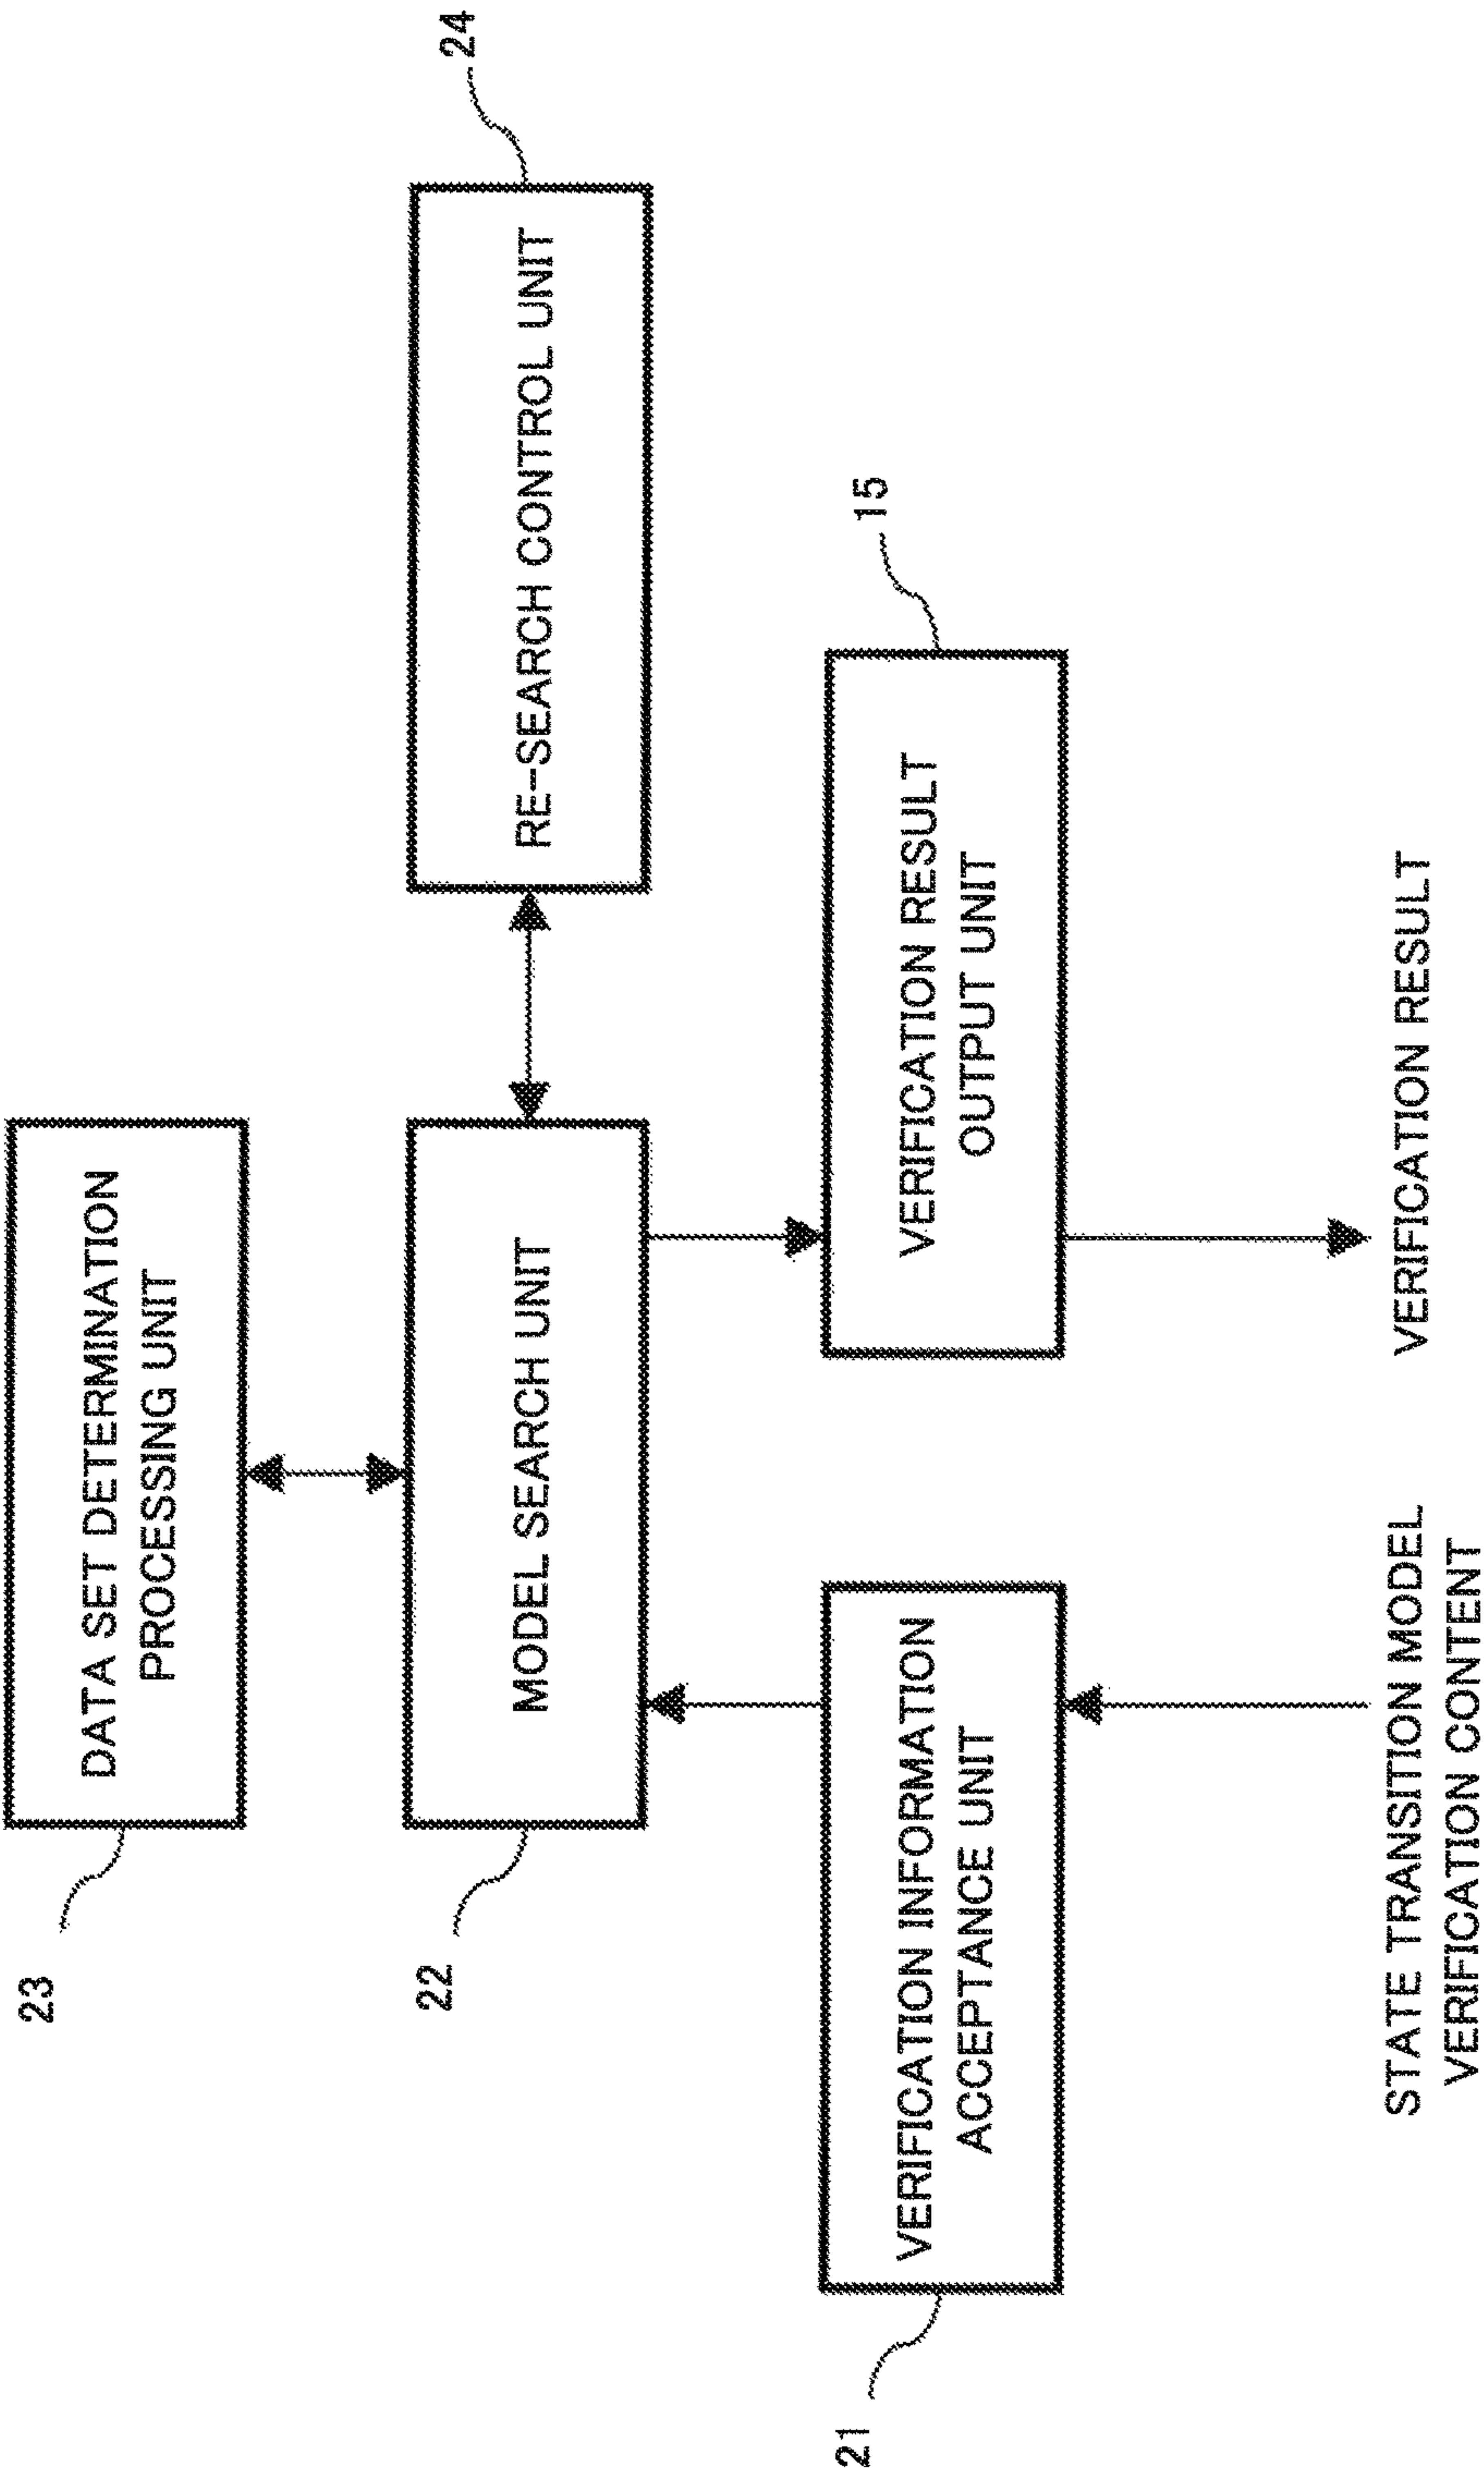 23
DATA SET DETERMINATION
PROCESSING UNIT
22
MODEL SEARCH UNIT
RE-SEARCH CONTROL UNIT
24
21
VERIFICATION INFORMATION
ACCEPTANCE UNIT
VERIFICATION RESULT
OUTPUT UNIT
15
STATE TRANSITION MODEL
VERIFICATION CONTENT
VERIFICATION RESULT